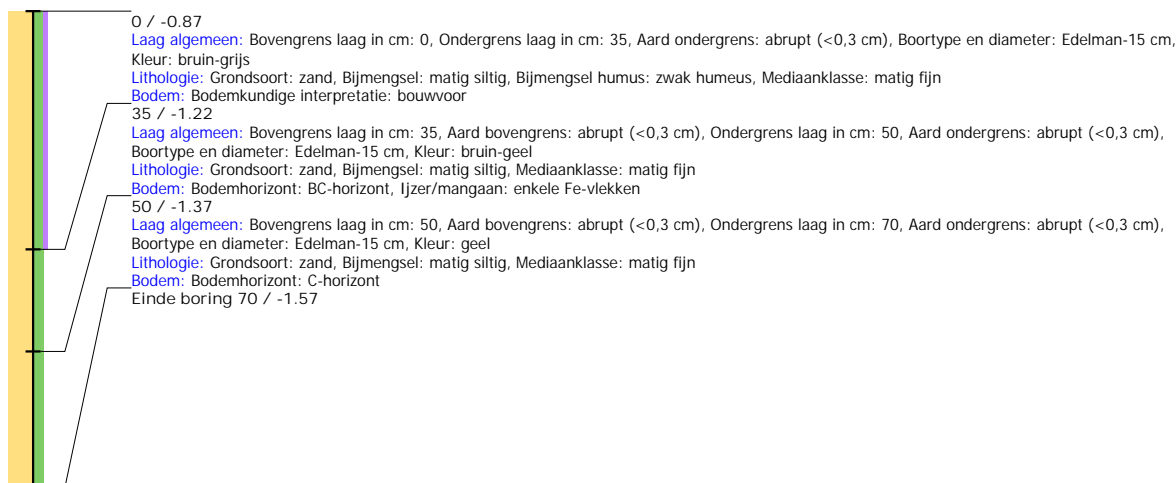 0 / -0.87
Laag algemeen: Bovengrens laag in cm: 0, Ondergrens laag in cm: 35, Aard ondergrens: abrupt (<0,3 cm), Boortype en diameter: Edelman-15 cm,
Kleur: bruin-grijs
Lithologie: Grondsoort: zand, Bijmengsel: matig siltig, Bijmengsel humus: zwak humeus, Mediaanklasse: matig fijn
Bodem: Bodemkundige interpretatie: bouwvoor
35 / -1.22
Laag algemeen: Bovengrens laag in cm: 35, Aard bovengrens: abrupt (<0,3 cm), Ondergrens laag in cm: 50, Aard ondergrens: abrupt (<0,3 cm),
Boortype en diameter: Edelman-15 cm, Kleur: bruin-geel
Lithologie: Grondsoort: zand, Bijmengsel: matig siltig, Mediaanklasse: matig fijn
Bodem: Bodemhorizont: BC-horizont, Ijzer/mangaan: enkele Fe-vlekken
50 / -1.37
Laag algemeen: Bovengrens laag in cm: 50, Aard bovengrens: abrupt (<0,3 cm), Ondergrens laag in cm: 70, Aard ondergrens: abrupt (<0,3 cm),
Boortype en diameter: Edelman-15 cm, Kleur: geel
Lithologie: Grondsoort: zand, Bijmengsel: matig siltig, Mediaanklasse: matig fijn
Bodem: Bodemhorizont: C-horizont
Einde boring 70 / -1.57